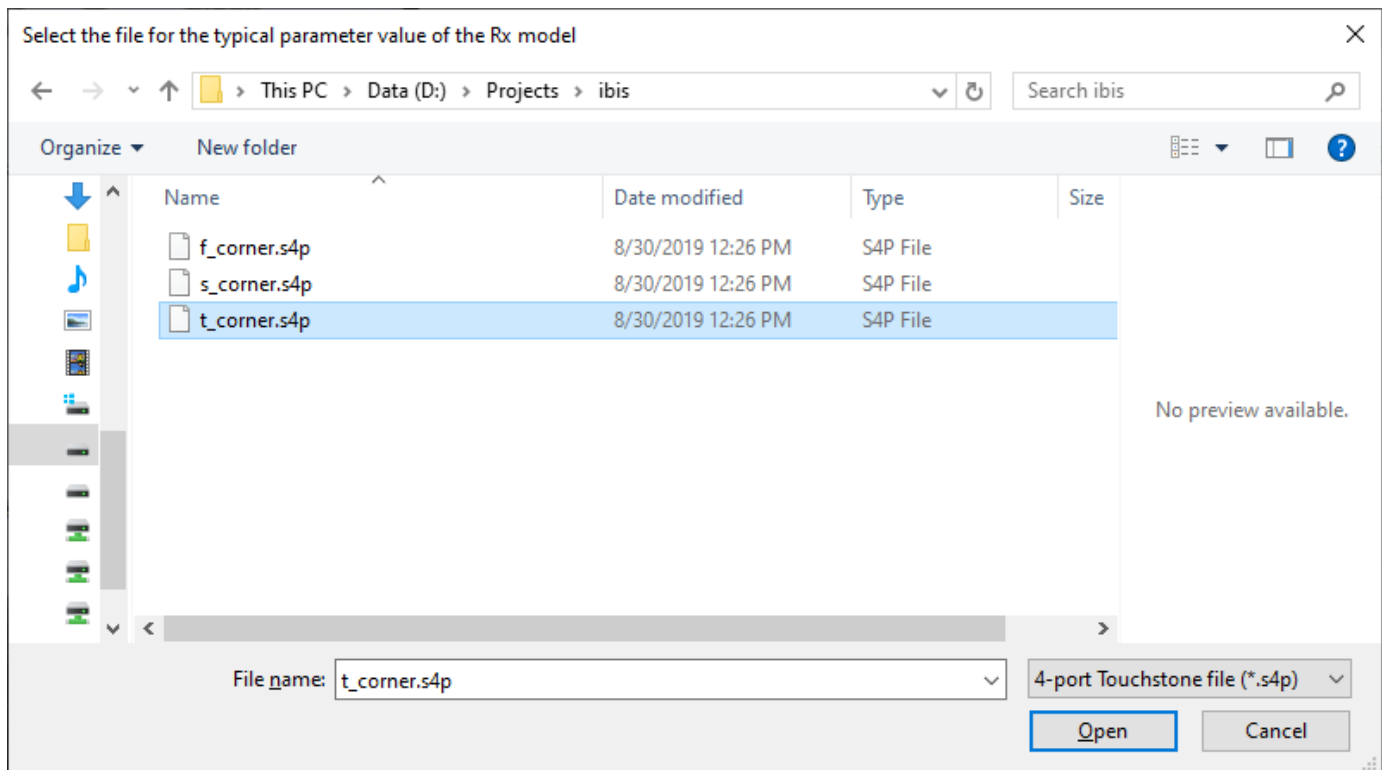 Select the file for the typical parameter value of the Rx model
This PC > Data (D:) > Projects > ibis
Search ibis
Organize
New folder
?
Name Date modified Type Size
f_corner.s4p 8/30/2019 12:26 PM S4P File
s_corner.s4p 8/30/2019 12:26 PM S4P File
t_corner.s4p 8/30/2019 12:26 PM S4P File
No preview available.
File name: t_corner.s4p 4-port Touchstone file (*.s4p)
Open Cancel